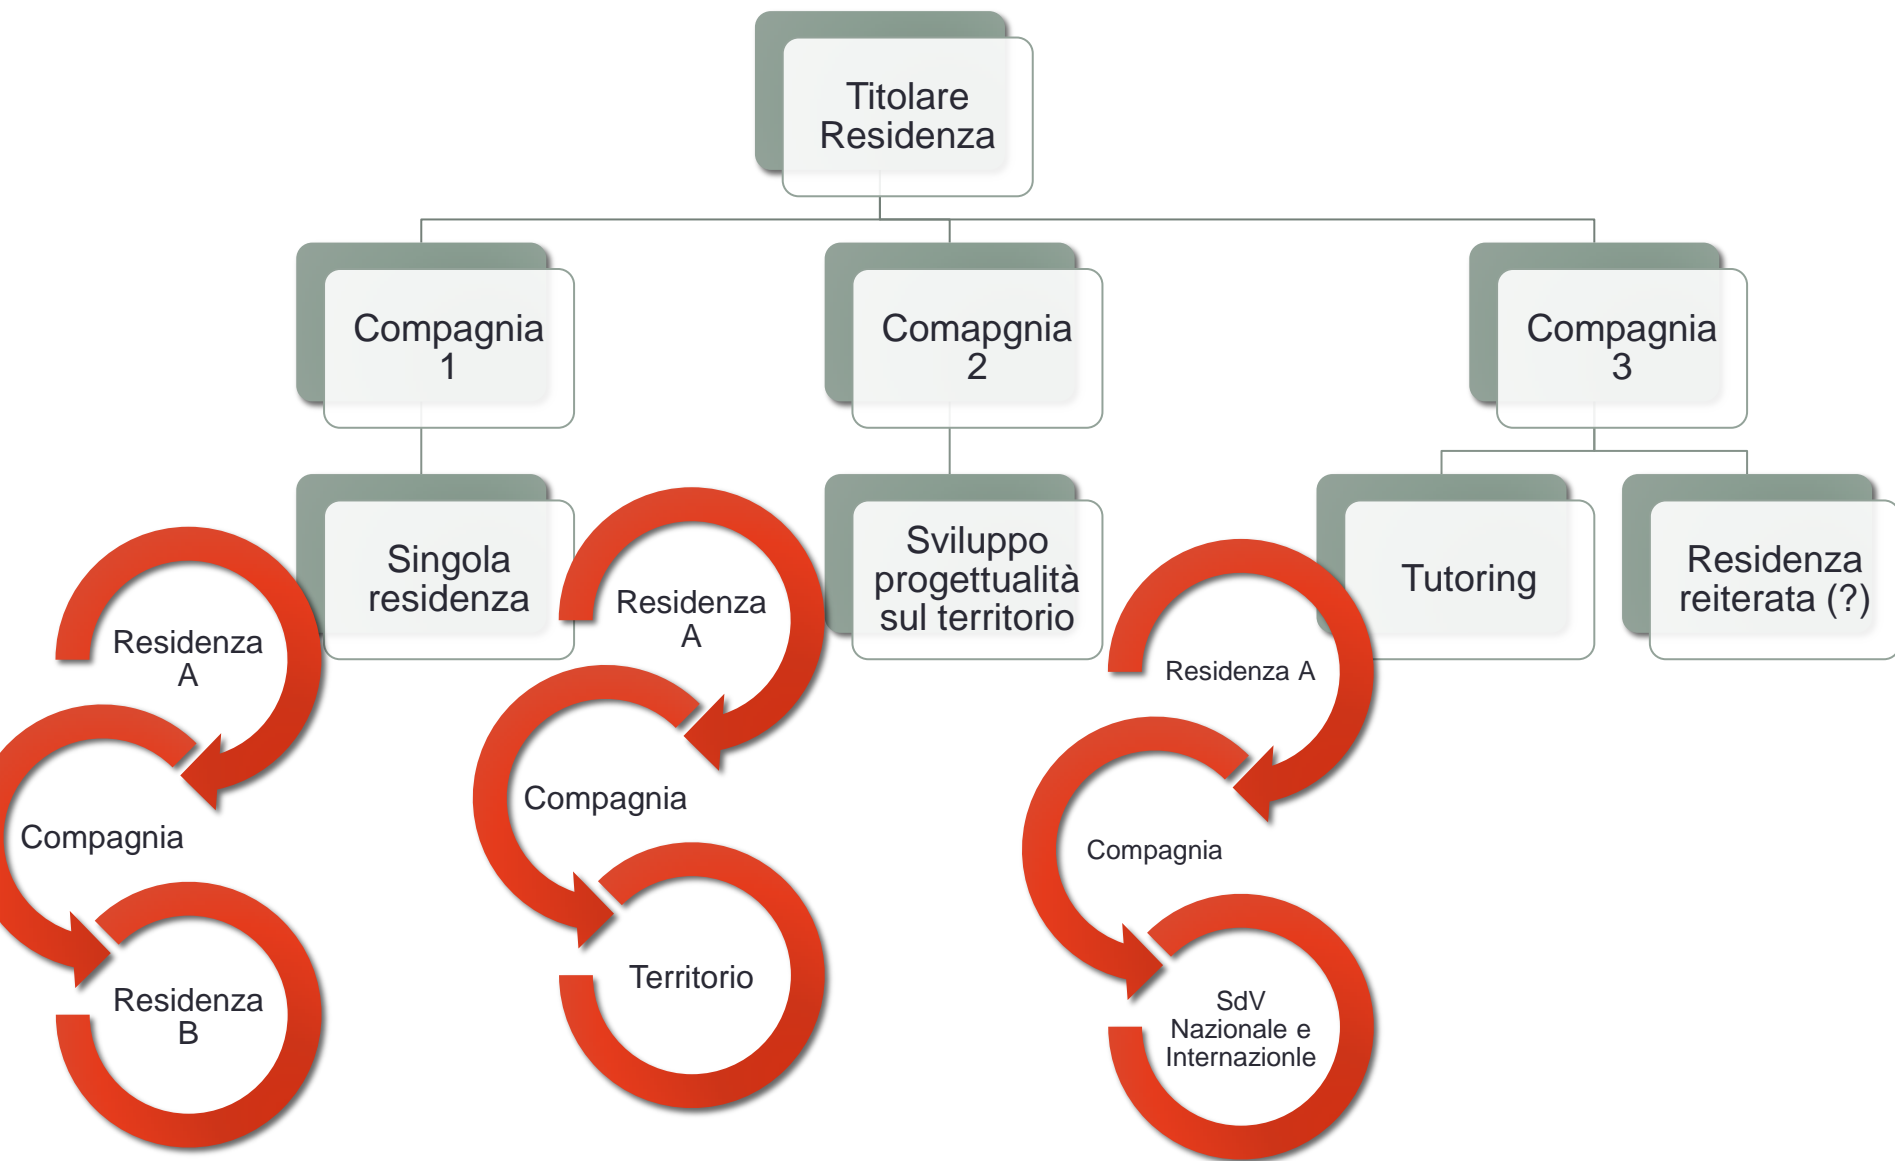 Titolare
Residenza
Compagnia
1
Comapgnia
2
Compagnia
3
Singola
residenza
Sviluppo
progettualità
sul territorio
Tutoring
Residenza
reiterata (?)
Residenza
A
Compagnia
Residenza
B
Residenza
A
Compagnia
Territorio
Residenza A
Compagnia
SdV
Nazionale e
Internazionle